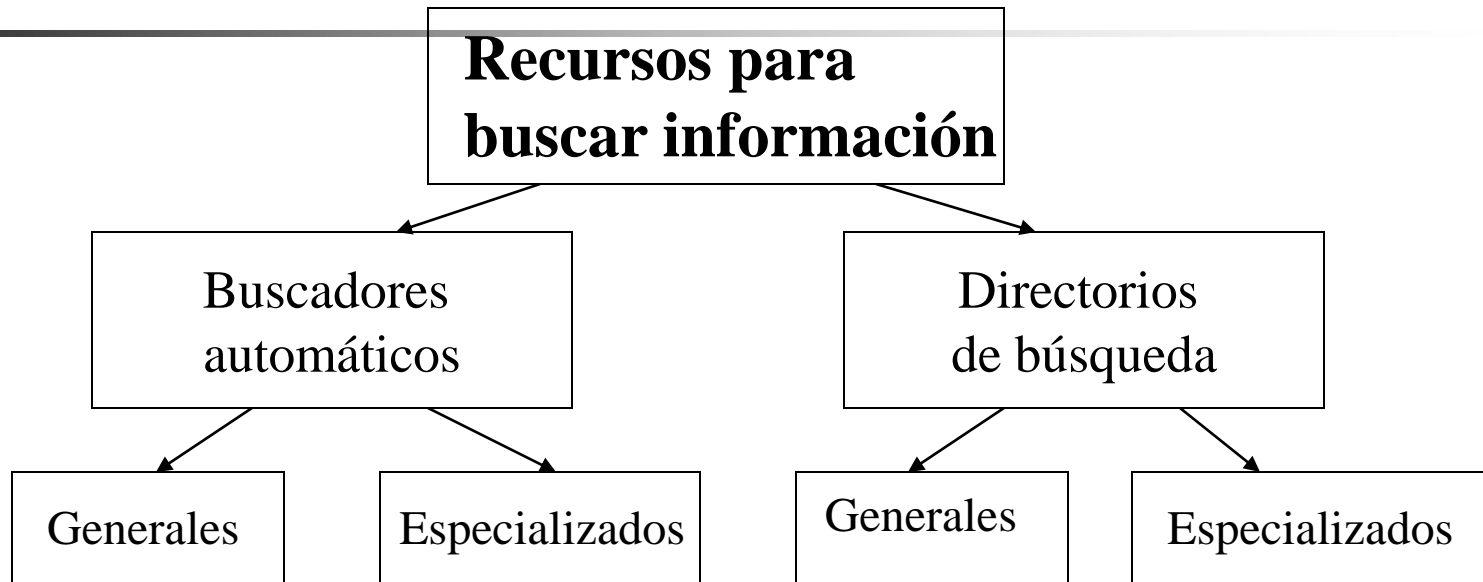 Recursos para
buscar información
Buscadores
automáticos
Directorios
de búsqueda
Generales
Especializados
Generales
Especializados